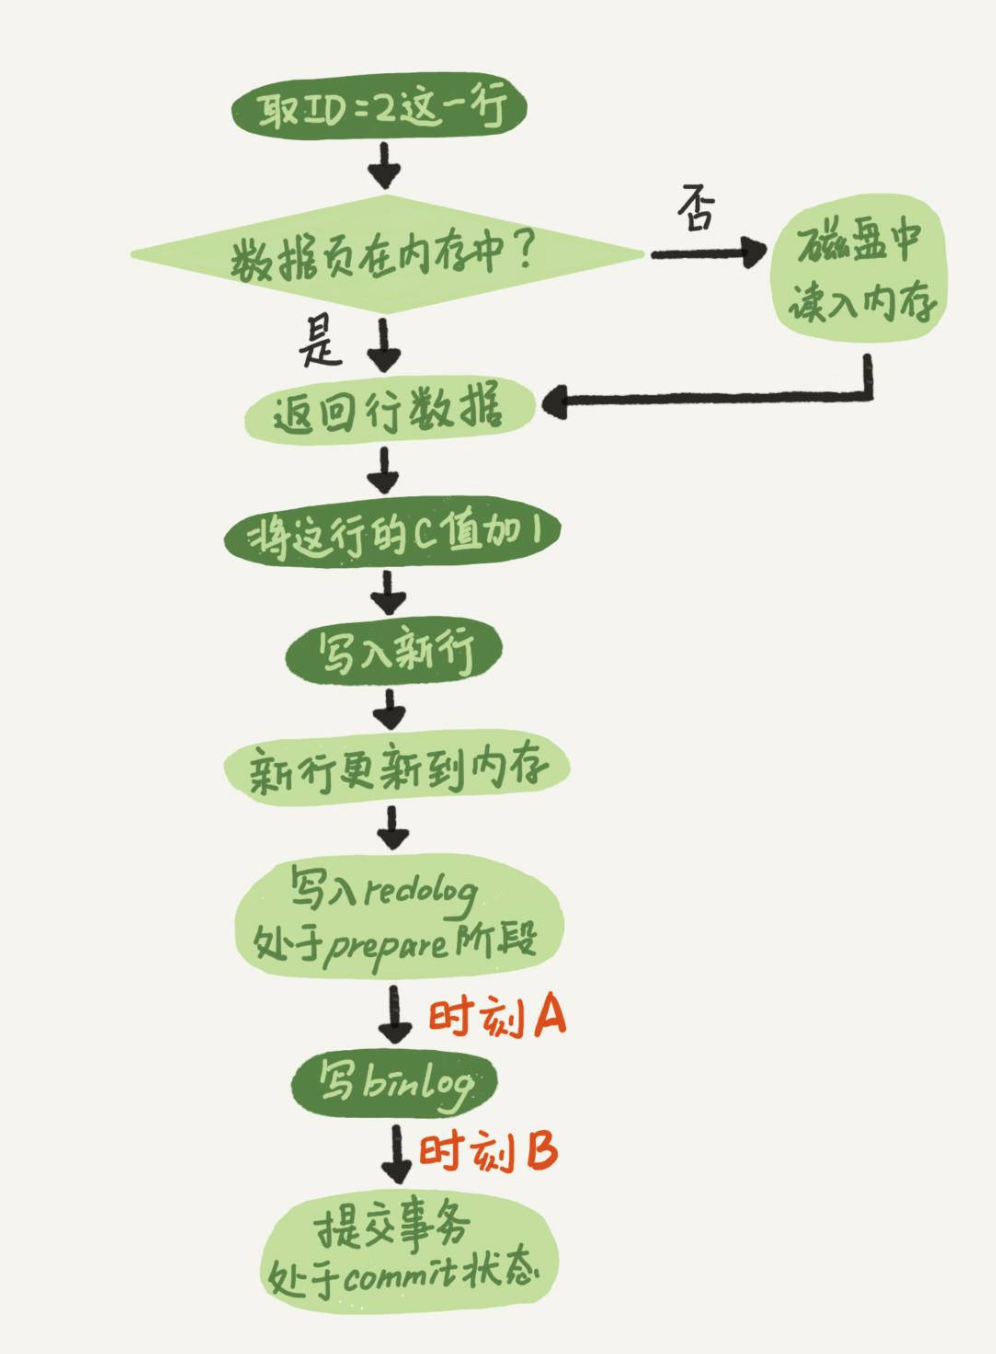 取ID=2这一行
数据页在内存中？
否
磁盘中
读入内存
是
返回行数据
将这行的C值加1
写入新行
新行更新到内存
写入redolog
处于prepare阶段
时刻A
写binlog
时刻B
提交事务
处于commit状态